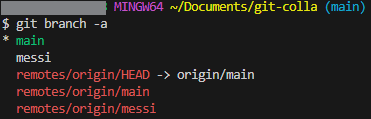 MINGW64 ~/Documents/git-colla (main)
$ git branch -a
* main
  messi
  remotes/origin/HEAD -> origin/main
  remotes/origin/main
  remotes/origin/messi